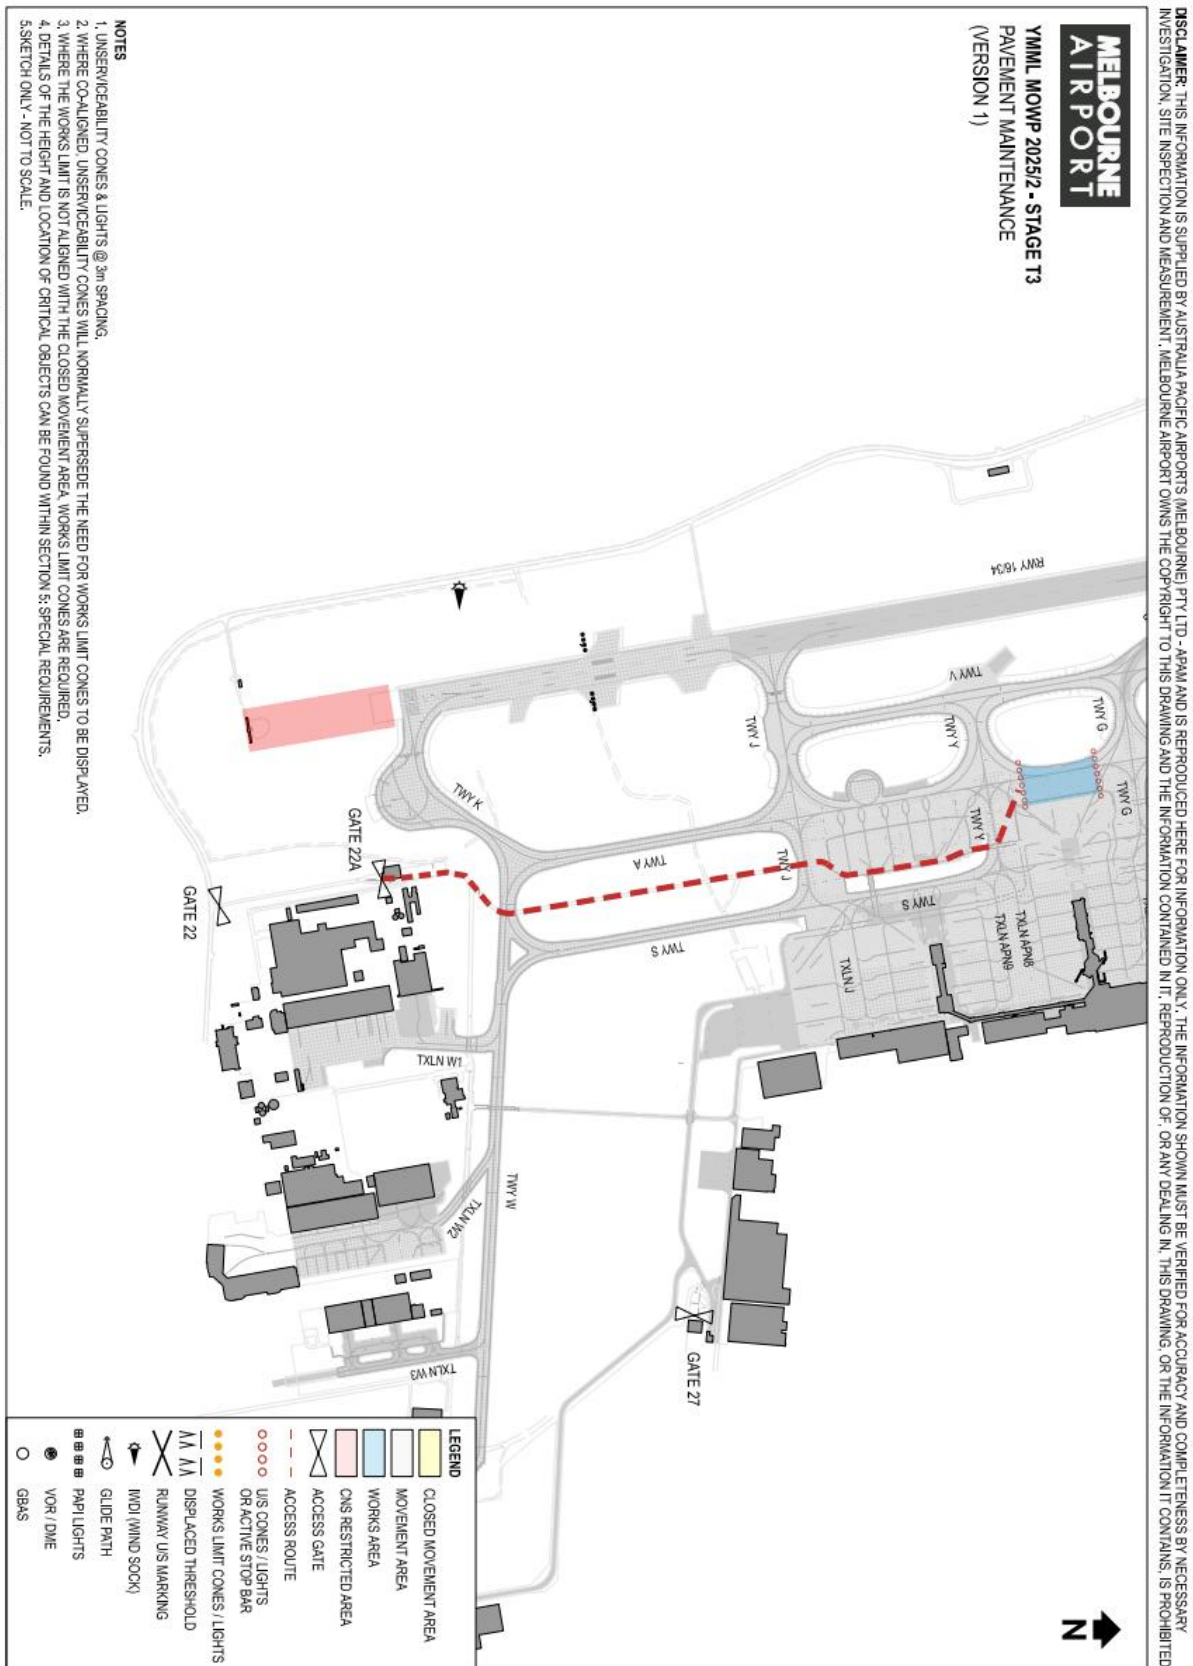 DISCLAIMER: THIS INFORMATION IS SUPPLIED BY AUSTRALIA PACIFIC AIRPORTS (MELBOURNE) PTY LTD - APAM AND IS REPRODUCED HERE FOR INFORMATION ONLY. THE INFORMATION SHOWN MUST BE VERIFIED FOR ACCURACY AND COMPLETENESS BY NECESSARY
INVESTIGATION, SITE INSPECTION AND MEASUREMENT. MELBOURNE AIRPORT OWNS THE COPYRIGHT TO THIS DRAWING AND THE INFORMATION CONTAINED IN IT. REPRODUCTION OF, OR ANY DEALING IN, THIS DRAWING, OR THE INFORMATION IT CONTAINS, IS PROHIBITED
MELBOURNE
AIRPORT
YMML MOWP 2025/2 - STAGE T3
PAVEMENT MAINTENANCE
(VERSION 1)
N
RWY 16/34
TWY V
TWY G
TWY G
TWY J
TWY Y
TWY Y
TWY K
TWY A
TWY J
TWY S
TWY S
TXLN APN8
TXLN APN9
TXLN J
GATE 22A
GATE 22
TXLN W1
TWY W
TXLN W2
TXLN W3
GATE 27
NOTES
1. UNSERVICEABILITY CONES & LIGHTS @ 3m SPACING.
2. WHERE CO-ALIGNED, UNSERVICEABILITY CONES WILL NORMALLY SUPERSEDE THE NEED FOR WORKS LIMIT CONES TO BE DISPLAYED.
3. WHERE THE WORKS LIMIT IS NOT ALIGNED WITH THE CLOSED MOVEMENT AREA, WORKS LIMIT CONES ARE REQUIRED.
4. DETAILS OF THE HEIGHT AND LOCATION OF CRITICAL OBJECTS CAN BE FOUND WITHIN SECTION 5: SPECIAL REQUIREMENTS.
5.SKETCH ONLY - NOT TO SCALE.
LEGEND
CLOSED MOVEMENT AREA
MOVEMENT AREA
WORKS AREA
CNS RESTRICTED AREA
ACCESS GATE
ACCESS ROUTE
U/S CONES / LIGHTS
OR ACTIVE STOP BAR
WORKS LIMIT CONES / LIGHTS
DISPLACED THRESHOLD
RUNWAY U/S MARKING
IWDI (WIND SOCK)
GLIDE PATH
PAPI LIGHTS
VOR / DME
GBAS